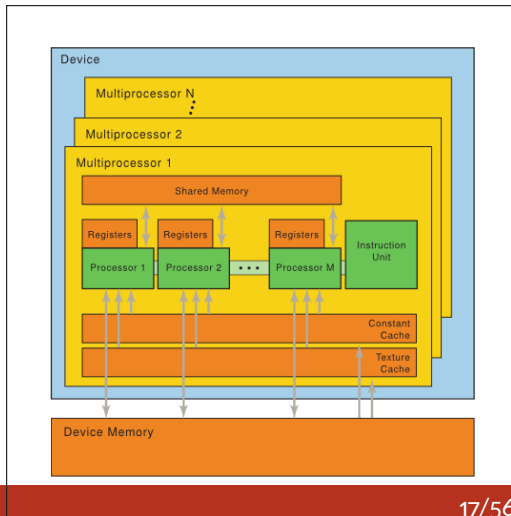 Device
Multiprocessor N
Multiprocessor 2
Multiprocessor 1
Shared Memory
Registers Registers Registers
Instruction
Unit
Processor 1 Processor 2 Processor M
Constant
Cache
Texture
Cache
Device Memory
17/56